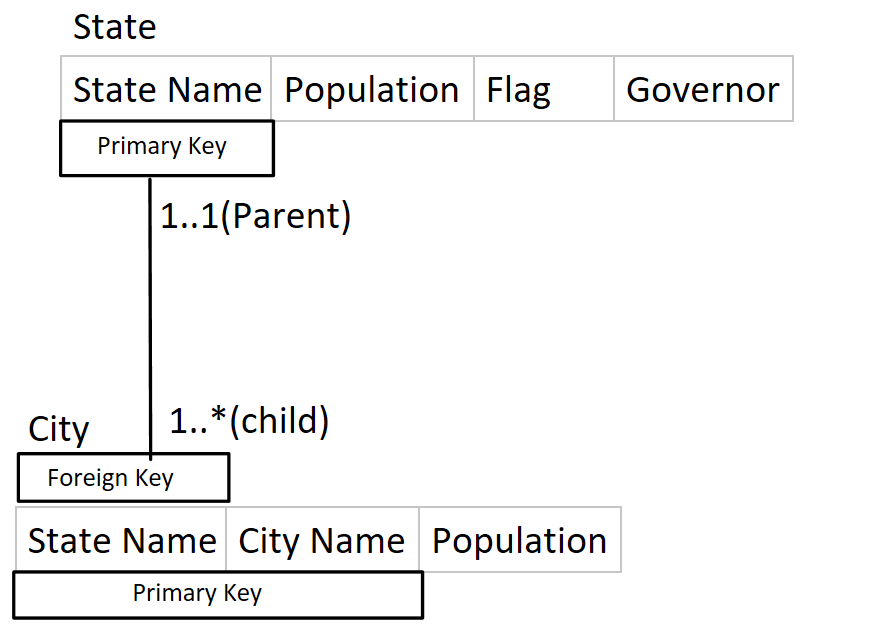 State
State Name Population Flag Governor
Primary Key
1..1(Parent)
1..*(child)
City
Foreign Key
State Name City Name Population
Primary Key